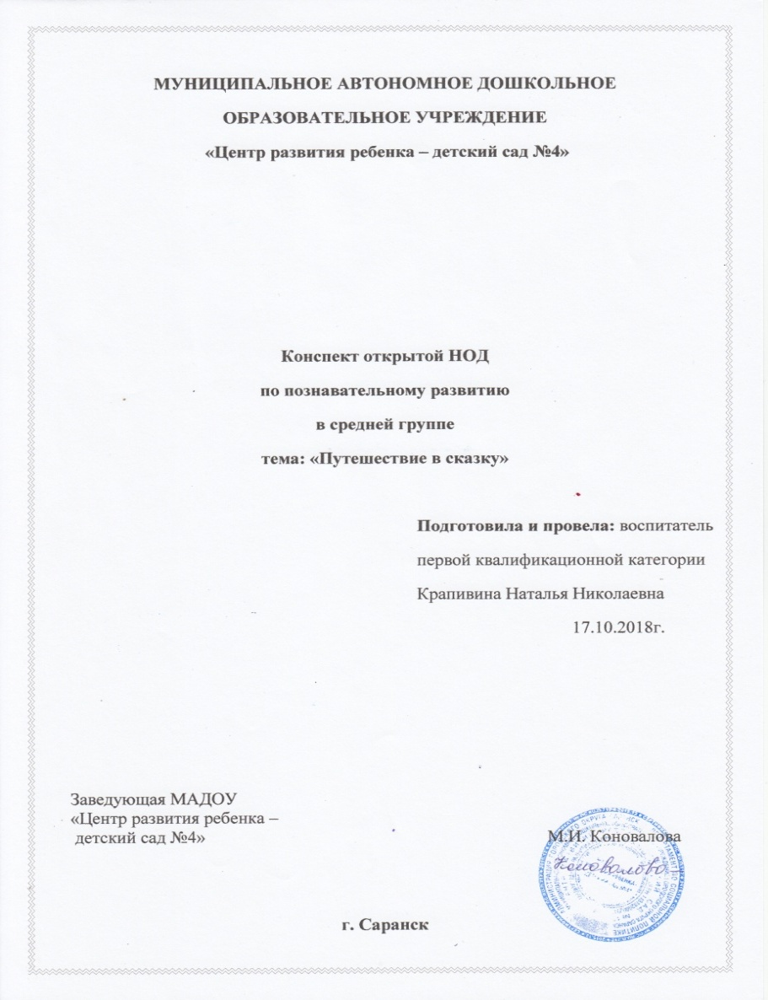 МУНИЦИПАЛЬНОЕ АВТОНОМНОЕ ДОШКОЛЬНОЕ
ОБРАЗОВАТЕЛЬНОЕ УЧРЕЖДЕНИЕ
«Центр развития ребенка – детский сад №4»
Конспект открытой НОД
по познавательному развитию
в средней группе
тема: «Путешествие в сказку»
Подготовила и провела: воспитатель
первой квалификационной категории
Крапивина Наталья Николаевна
17.10.2018г.
Заведующая МАДОУ
«Центр развития ребенка –
детский сад №4»
М.И. Коновалова
г. Саранск